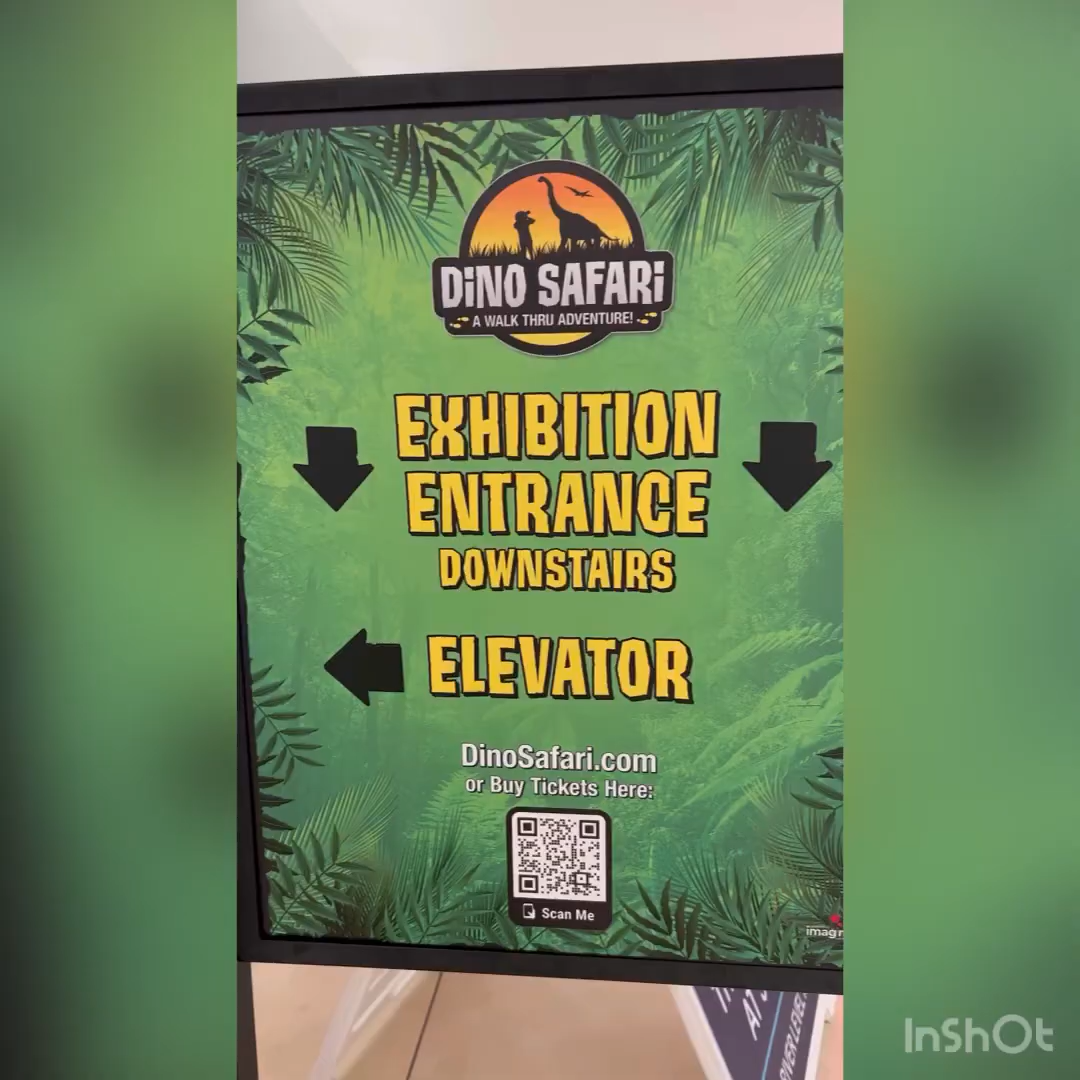 DiNO SAFARi
A WALK THRU ADVENTURE!
EXHIBITION
ENTRANCE
DOWNSTAIRS
ELEVATOR
DinoSafari.com
or Buy Tickets Here:
Scan Me
InShOt